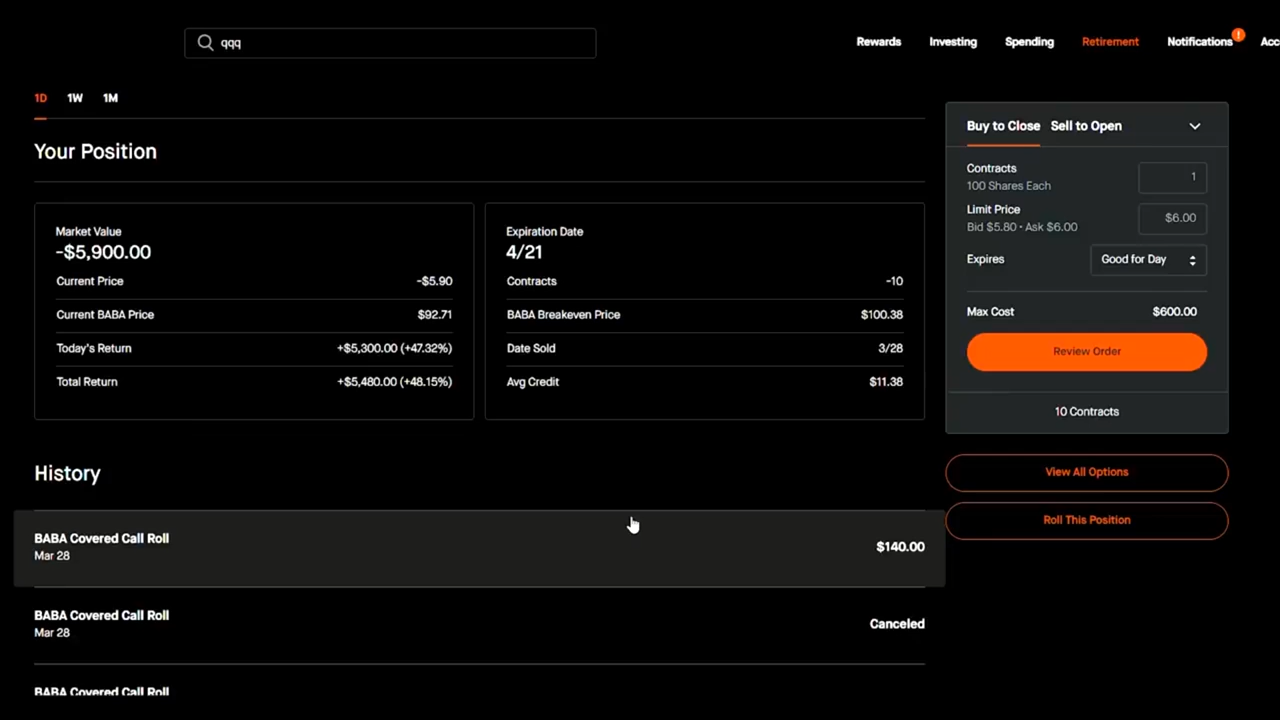 qqq
Rewards Investing Spending Retirement Notifications ! Acc
1D 1W 1M
Your Position
Market Value
-$5,900.00
Current Price -$5.90
Current BABA Price $92.71
Today's Return +$5,300.00 (+47.32%)
Total Return +$5,480.00 (+48.15%)
Expiration Date
4/21
Contracts -10
BABA Breakeven Price $100.38
Date Sold 3/28
Avg Credit $11.38
History
BABA Covered Call Roll
Mar 28
$140.00
BABA Covered Call Roll
Mar 28
Canceled
BABA Covered Call Roll
Buy to Close Sell to Open
Contracts 1
100 Shares Each
Limit Price $6.00
Bid $5.80 · Ask $6.00
Expires Good for Day
Max Cost $600.00
Review Order
10 Contracts
View All Options
Roll This Position